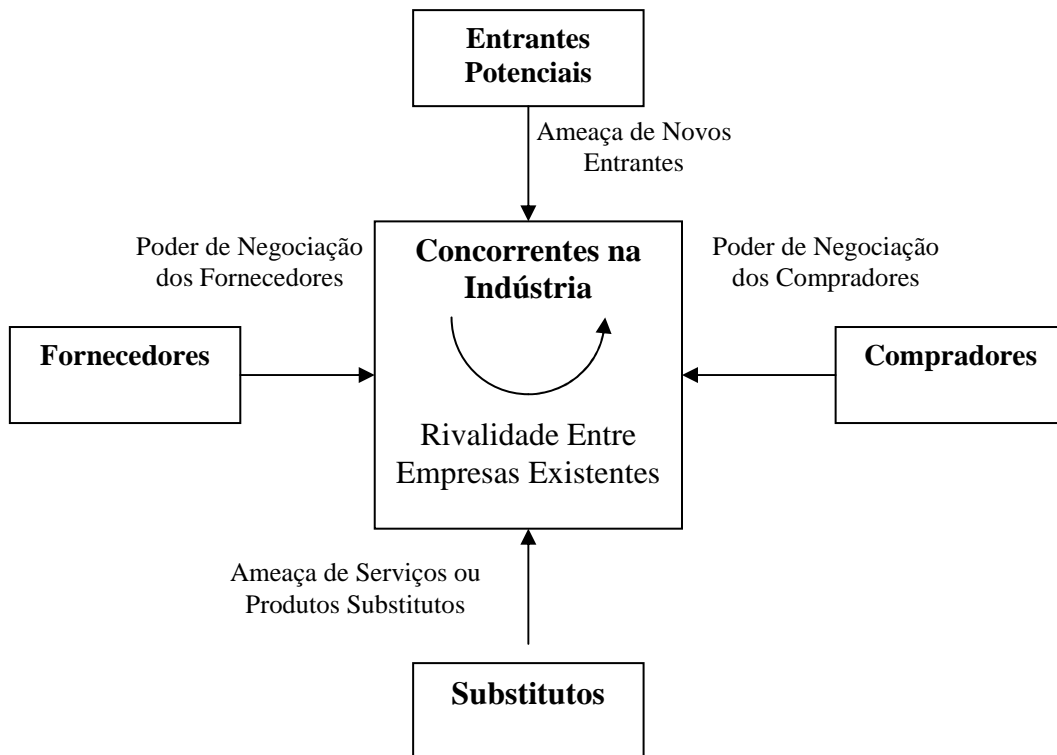 Entrantes
Potenciais
Ameaça de Novos
Entrantes
Poder de Negociação
dos Fornecedores
Concorrentes na
Indústria
Poder de Negociação
dos Compradores
Fornecedores
Compradores
Rivalidade Entre
Empresas Existentes
Ameaça de Serviços ou
Produtos Substitutos
Substitutos